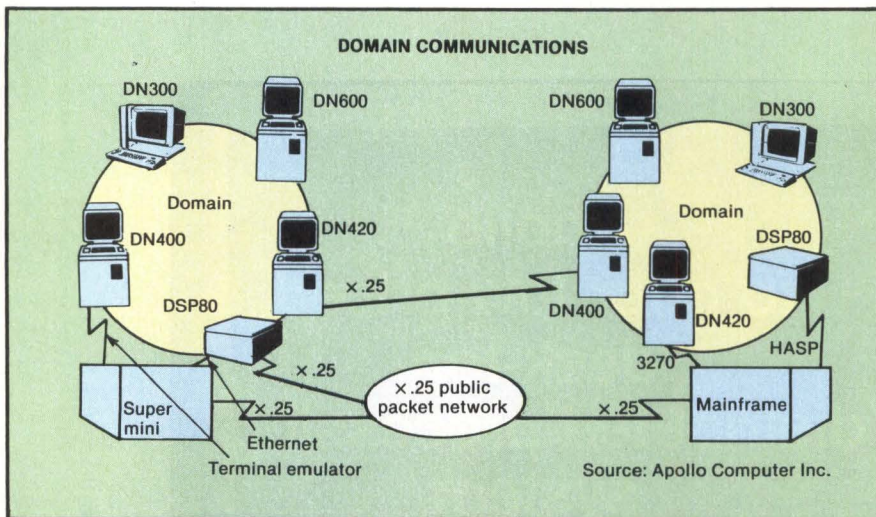 DOMAIN COMMUNICATIONS
DN300
DN600
Domain
DN400
DN420
DSP80
× .25
DN600
DN300
Domain
DSP80
DN400
DN420
3270
HASP
Super
mini
× .25
× .25
× .25 public
packet network
× .25
Mainframe
Ethernet
Terminal emulator
Source: Apollo Computer Inc.